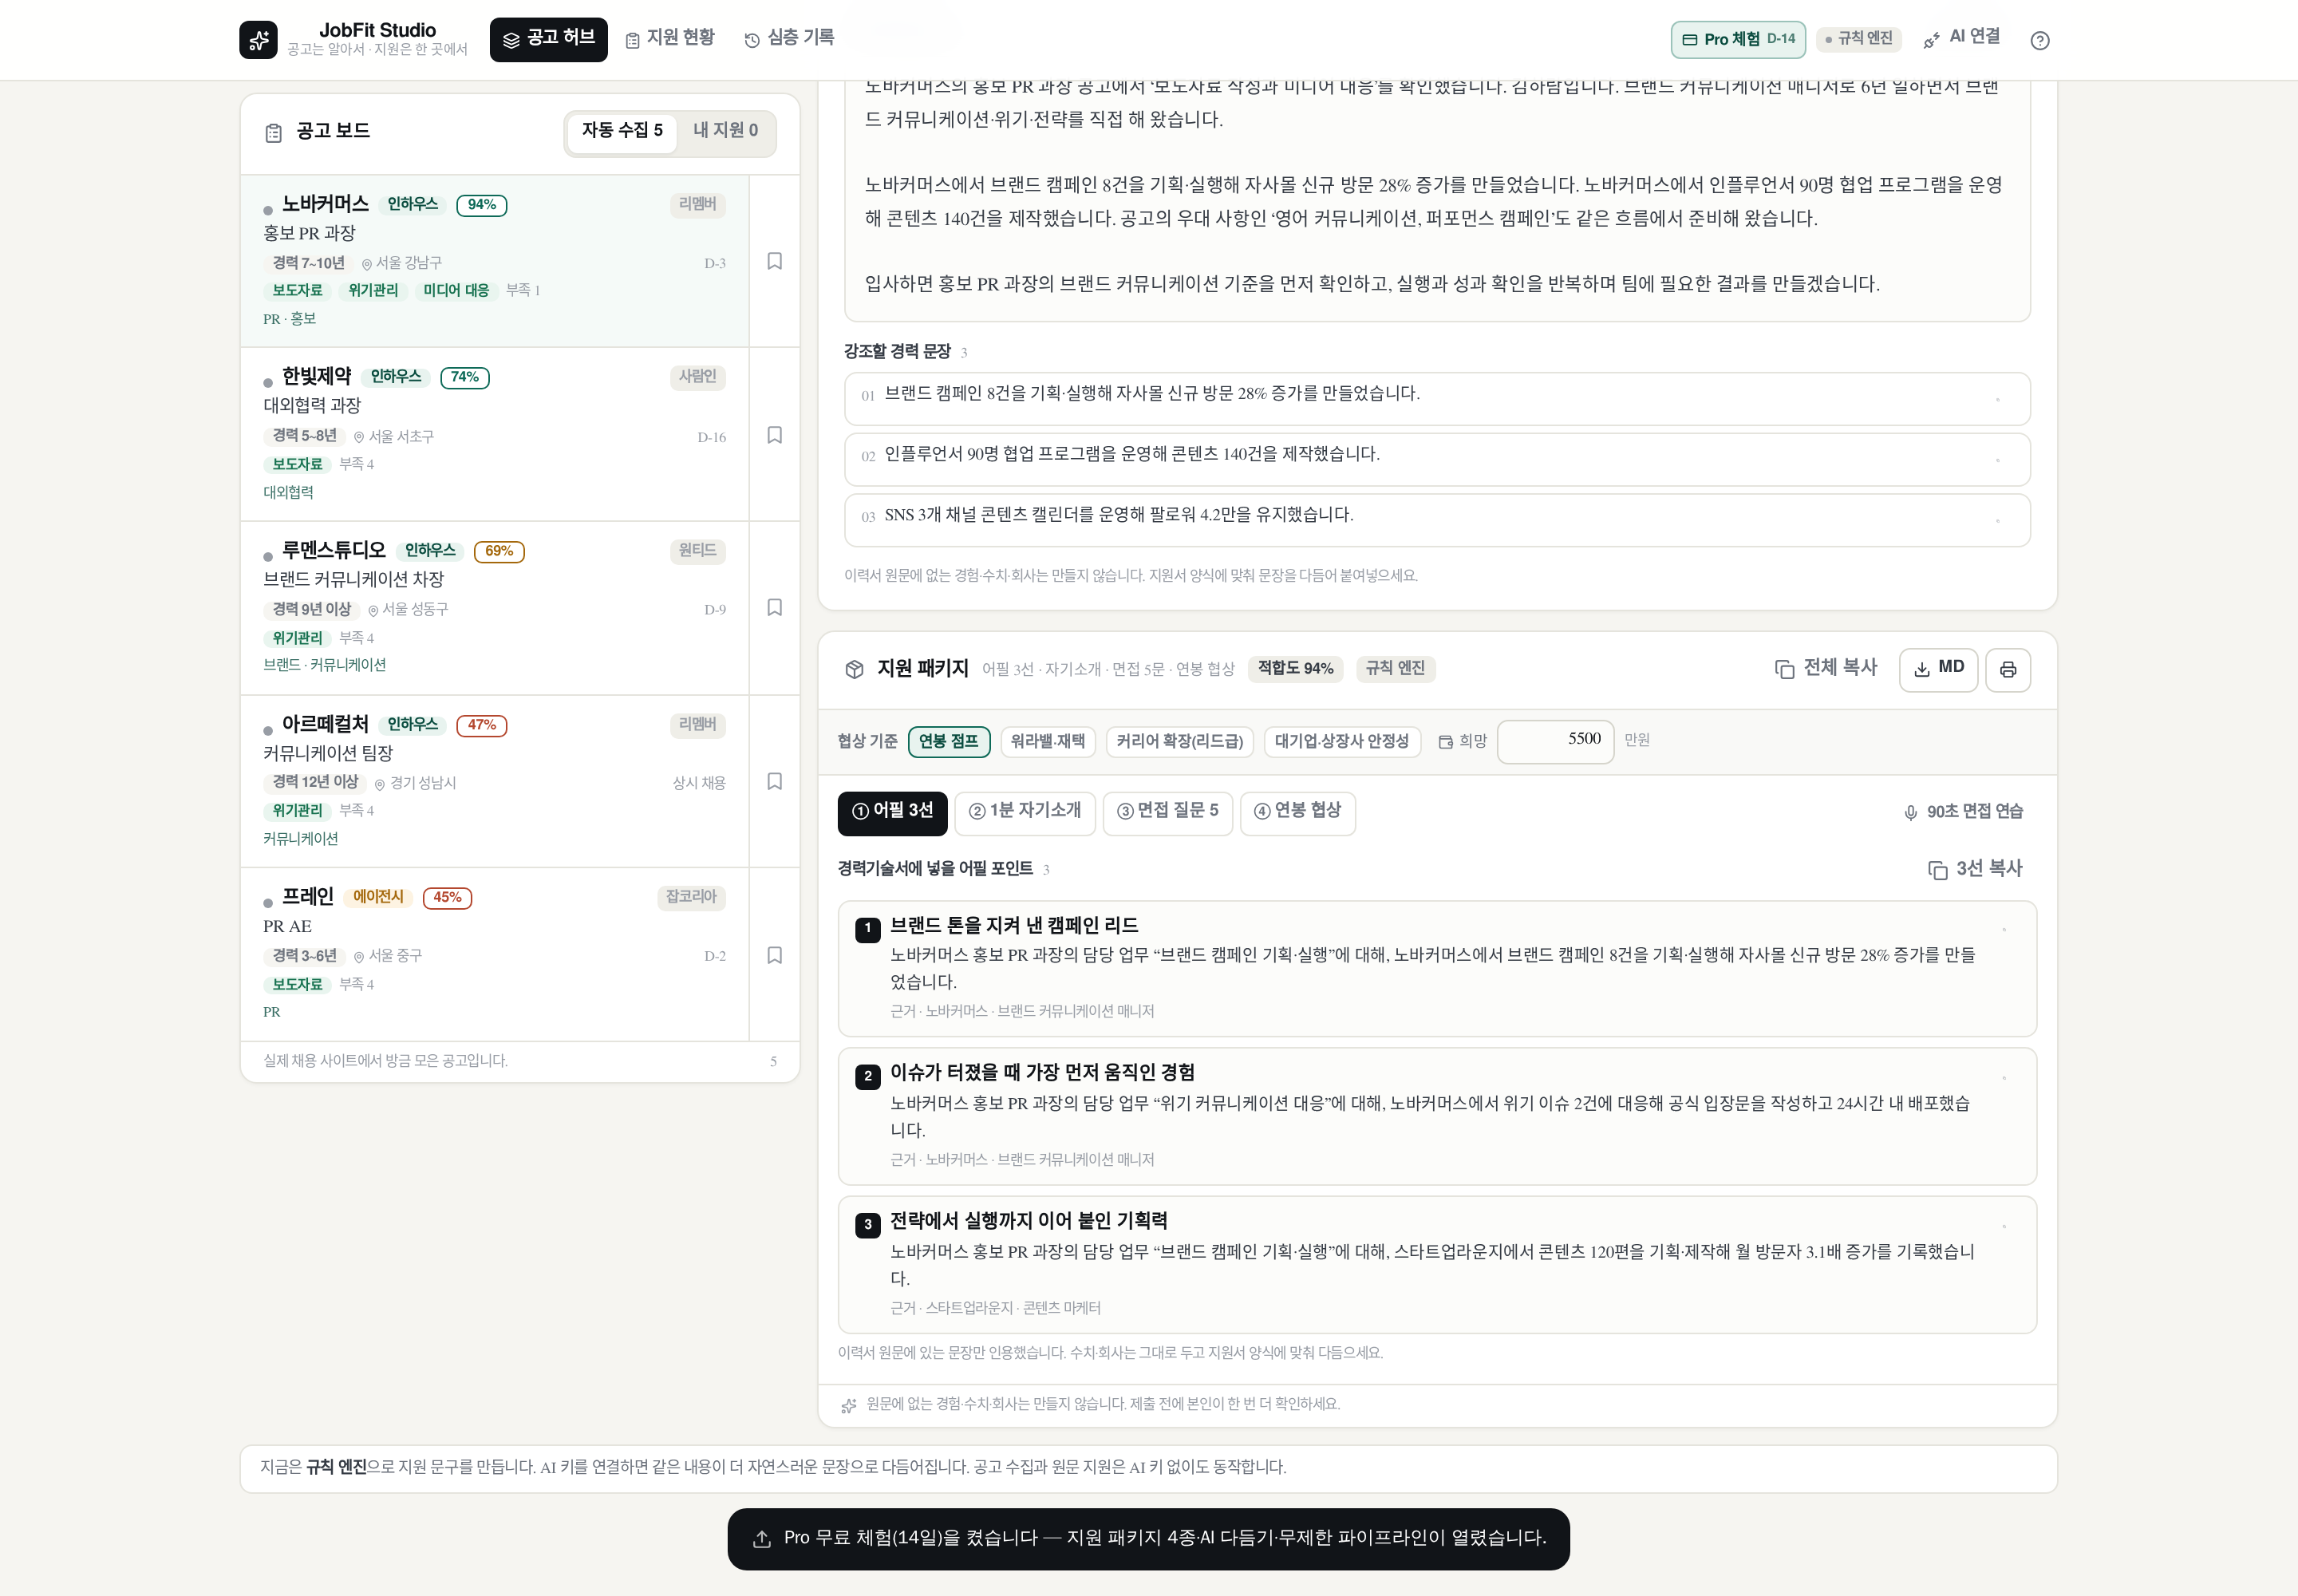 JobFit Studio
공고는 알아서 · 지원은 한 곳에서
공고 허브
지원 현황
심층 기록
Pro 체험 D-14
규칙 엔진
AI 연결
공고 보드
자동 수집 5
내 지원 0
노바커머스 인하우스 94% 리멤버
홍보 PR 과장
경력 7~10년 서울 강남구 D-3
보도자료 위기관리 미디어 대응 부족 1
PR · 홍보
한빛제약 인하우스 74% 사람인
대외협력 과장
경력 5~8년 서울 서초구 D-16
보도자료 부족 4
대외협력
루멘스튜디오 인하우스 69% 원티드
브랜드 커뮤니케이션 차장
경력 9년 이상 서울 성동구 D-9
위기관리 부족 4
브랜드 · 커뮤니케이션
아르떼컬처 인하우스 47% 리멤버
커뮤니케이션 팀장
경력 12년 이상 경기 성남시 상시 채용
위기관리 부족 4
커뮤니케이션
프레인 에이전시 45% 잡코리아
PR AE
경력 3~6년 서울 중구 D-2
보도자료 부족 4
PR
실제 채용 사이트에서 방금 모은 공고입니다. 5
노바커머스의 홍보 PR 과장 공고에서 ‘보도자료 작성과 미디어 대응’를 확인했습니다. 김하람입니다. 브랜드 커뮤니케이션 매니저로 6년 일하면서 브랜
드 커뮤니케이션·위기·전략를 직접 해 왔습니다.
노바커머스에서 브랜드 캠페인 8건을 기획·실행해 자사몰 신규 방문 28% 증가를 만들었습니다. 노바커머스에서 인플루언서 90명 협업 프로그램을 운영
해 콘텐츠 140건을 제작했습니다. 공고의 우대 사항인 ‘영어 커뮤니케이션, 퍼포먼스 캠페인’도 같은 흐름에서 준비해 왔습니다.
입사하면 홍보 PR 과장의 브랜드 커뮤니케이션 기준을 먼저 확인하고, 실행과 성과 확인을 반복하며 팀에 필요한 결과를 만들겠습니다.
강조할 경력 문장 3
01 브랜드 캠페인 8건을 기획·실행해 자사몰 신규 방문 28% 증가를 만들었습니다.
02 인플루언서 90명 협업 프로그램을 운영해 콘텐츠 140건을 제작했습니다.
03 SNS 3개 채널 콘텐츠 캘린더를 운영해 팔로워 4.2만을 유지했습니다.
이력서 원문에 없는 경험·수치·회사는 만들지 않습니다. 지원서 양식에 맞춰 문장을 다듬어 붙여넣으세요.
지원 패키지 어필 3선 · 자기소개 · 면접 5문 · 연봉 협상 적합도 94% 규칙 엔진 전체 복사 MD
협상 기준 연봉 점프 워라밸·재택 커리어 확장(리드급) 대기업·상장사 안정성 희망 5500 만원
① 어필 3선 ② 1분 자기소개 ③ 면접 질문 5 ④ 연봉 협상 90초 면접 연습
경력기술서에 넣을 어필 포인트 3 3선 복사
1 브랜드 톤을 지켜 낸 캠페인 리드
노바커머스 홍보 PR 과장의 담당 업무 “브랜드 캠페인 기획·실행”에 대해, 노바커머스에서 브랜드 캠페인 8건을 기획·실행해 자사몰 신규 방문 28% 증가를 만들
었습니다.
근거 · 노바커머스 · 브랜드 커뮤니케이션 매니저
2 이슈가 터졌을 때 가장 먼저 움직인 경험
노바커머스 홍보 PR 과장의 담당 업무 “위기 커뮤니케이션 대응”에 대해, 노바커머스에서 위기 이슈 2건에 대응해 공식 입장문을 작성하고 24시간 내 배포했습
니다.
근거 · 노바커머스 · 브랜드 커뮤니케이션 매니저
3 전략에서 실행까지 이어 붙인 기획력
노바커머스 홍보 PR 과장의 담당 업무 “브랜드 캠페인 기획·실행”에 대해, 스타트업라운지에서 콘텐츠 120편을 기획·제작해 월 방문자 3.1배 증가를 기록했습니
다.
근거 · 스타트업라운지 · 콘텐츠 마케터
이력서 원문에 있는 문장만 인용했습니다. 수치·회사는 그대로 두고 지원서 양식에 맞춰 다듬으세요.
원문에 없는 경험·수치·회사는 만들지 않습니다. 제출 전에 본인이 한 번 더 확인하세요.
지금은 규칙 엔진으로 지원 문구를 만듭니다. AI 키를 연결하면 같은 내용이 더 자연스러운 문장으로 다듬어집니다. 공고 수집과 원문 지원은 AI 키 없이도 동작합니다.
Pro 무료 체험(14일)을 켰습니다 — 지원 패키지 4종·AI 다듬기·무제한 파이프라인이 열렸습니다.